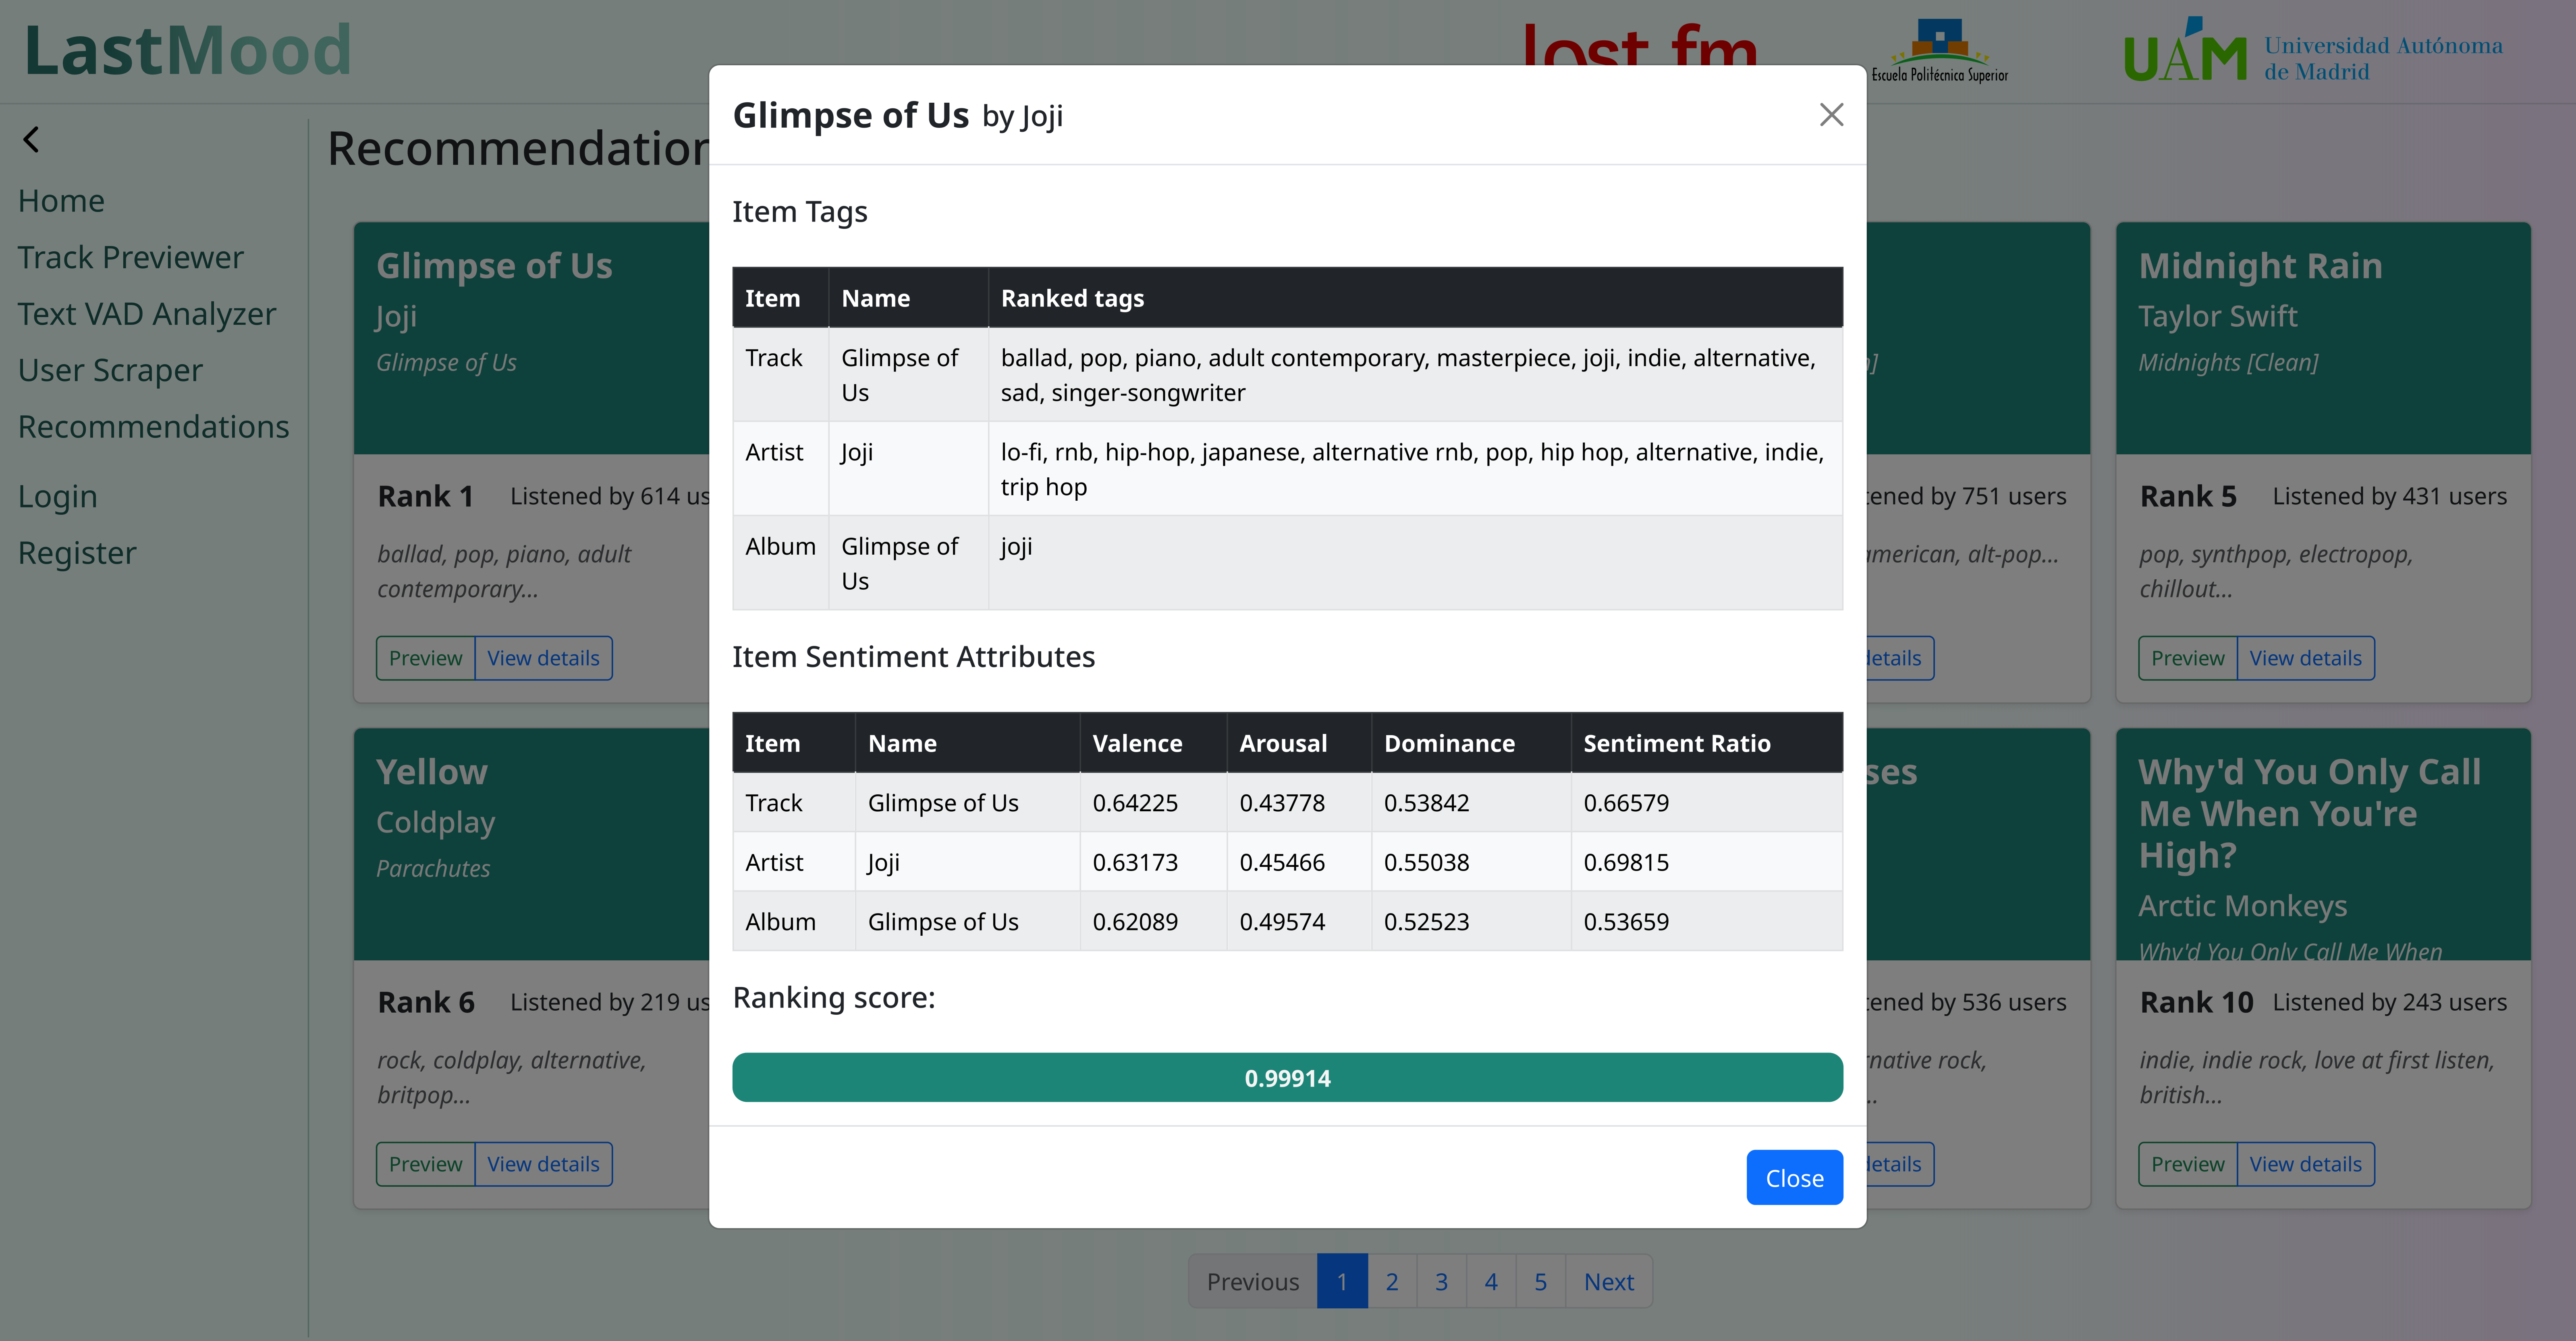 LastMood
lost.fm
Escuela Politécnica Superior
UAM Universidad Autónoma
de Madrid
Home
Track Previewer
Text VAD Analyzer
User Scraper
Recommendations
Login
Register
Glimpse of Us by Joji
Item Tags
Item Name Ranked tags
Track Glimpse of Us ballad, pop, piano, adult contemporary, masterpiece, joji, indie, alternative,
sad, singer-songwriter
Artist Joji lo-fi, rnb, hip-hop, japanese, alternative rnb, pop, hip hop, alternative, indie,
trip hop
Album Glimpse of Us joji
Item Sentiment Attributes
Item Name Valence Arousal Dominance Sentiment Ratio
Track Glimpse of Us 0.64225 0.43778 0.53842 0.66579
Artist Joji 0.63173 0.45466 0.55038 0.69815
Album Glimpse of Us 0.62089 0.49574 0.52523 0.53659
Ranking score:
0.99914
Close
Glimpse of Us
Joji
Glimpse of Us
Rank 1 Listened by 614
ballad, pop, piano, adult
contemporary...
Preview View details
751 users
american, alt-pop...
details
Midnight Rain
Taylor Swift
Midnights [Clean]
Rank 5 Listened by 431 users
pop, synthpop, electropop,
chillout...
Preview View details
Yellow
Coldplay
Parachutes
Rank 6 Listened by 219
rock, coldplay, alternative,
britpop...
Preview View details
by 536 users
rock,
details
Why'd You Only Call
Me When You're
High?
Arctic Monkeys
Why'd You Only Call Me When
Rank 10 Listened by 243 users
indie, indie rock, love at first listen,
british...
Preview View details
Previous 1 2 3 4 5 Next